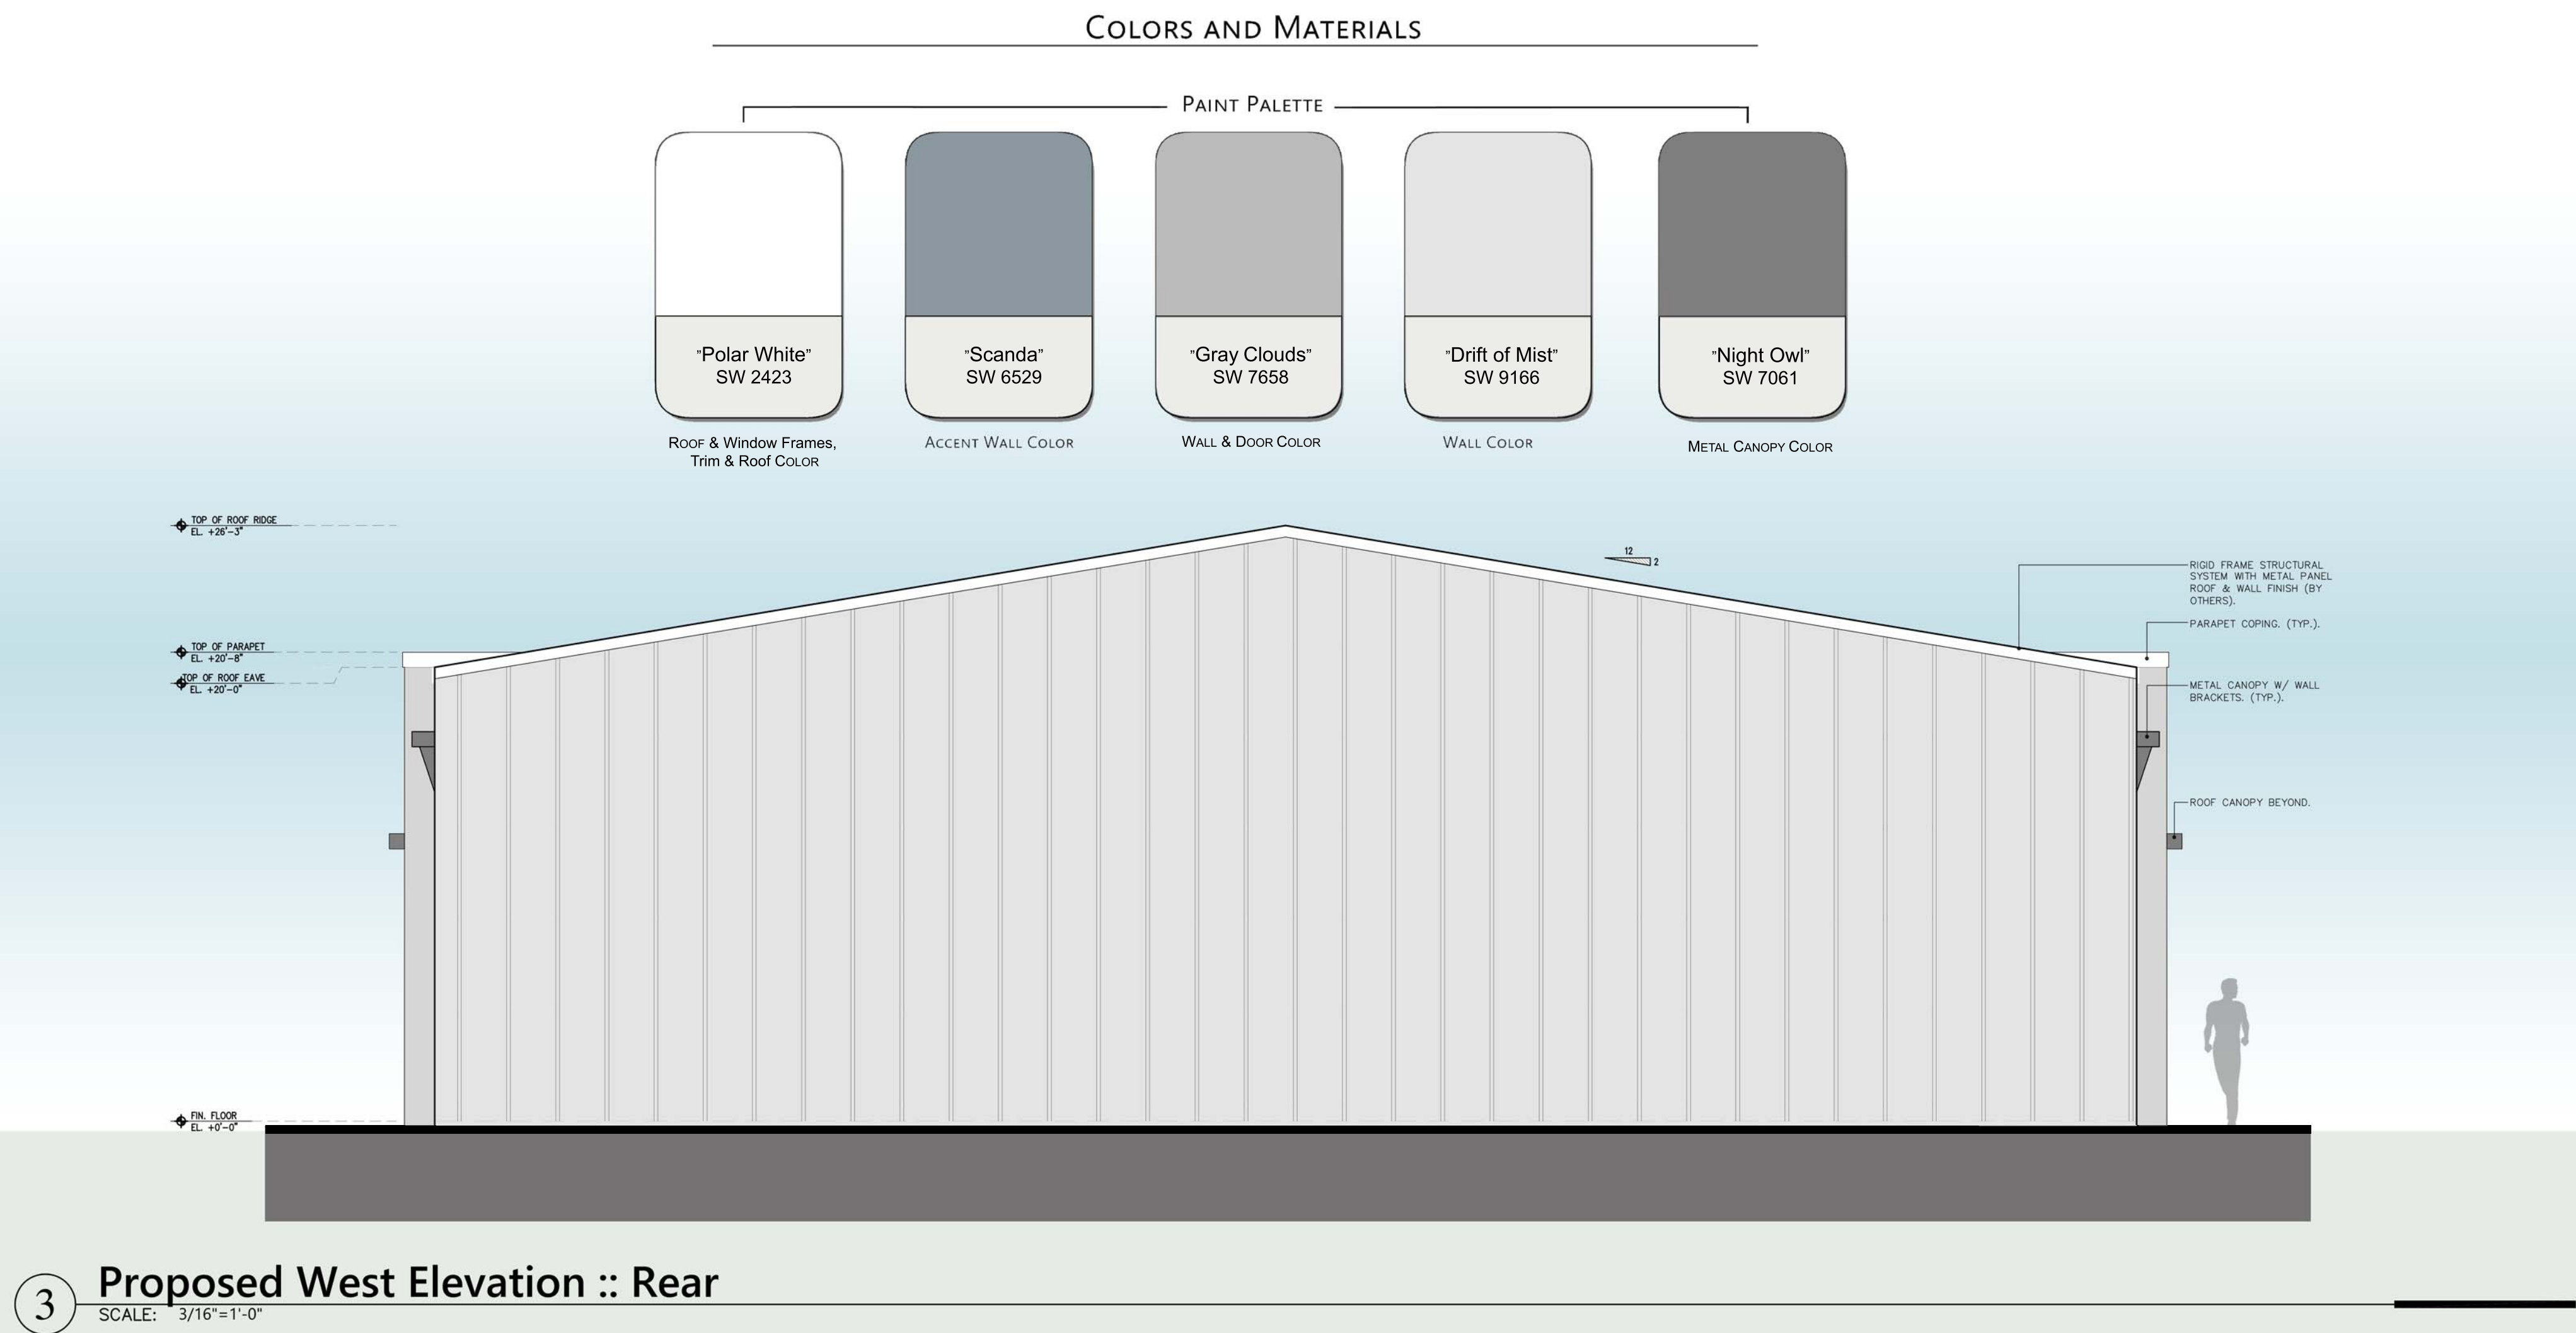 COLORS AND MATERIALS
PAINT PALETTE
"Polar White"
SW 2423
ROOF & Window Frames,
Trim & Roof COLOR
"Scanda"
SW 6529
ACCENT WALL COLOR
"Gray Clouds"
SW 7658
WALL & DOOR COLOR
"Drift of Mist"
SW 9166
WALL COLOR
"Night Owl"
SW 7061
METAL CANOPY COLOR
TOP OF ROOF RIDGE
EL. +26'-3"
12
2
RIGID FRAME STRUCTURAL
SYSTEM WITH METAL PANEL
ROOF & WALL FINISH (BY
OTHERS).
PARAPET COPING. (TYP.).
TOP OF PARAPET
EL. +20'-8"
TOP OF ROOF EAVE
EL. +20'-0"
METAL CANOPY W/ WALL
BRACKETS. (TYP.).
ROOF CANOPY BEYOND.
FIN. FLOOR
EL. +0'-0"
3
Proposed West Elevation :: Rear
SCALE: 3/16"=1'-0"